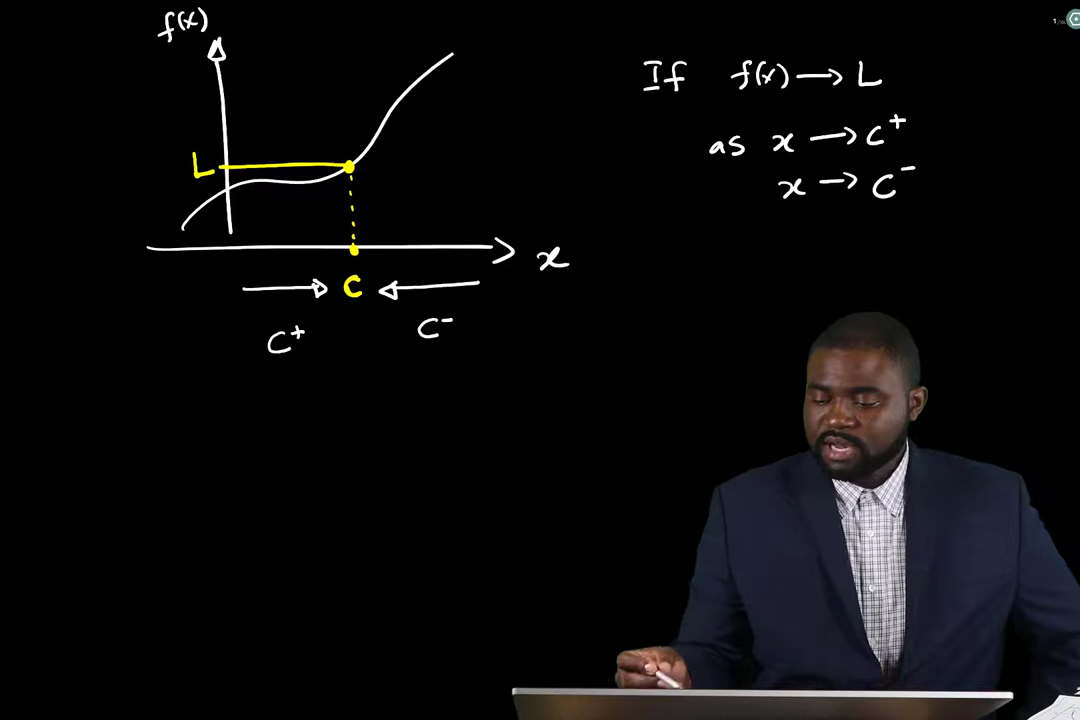 f(x)
L
x
C
C⁺
C⁻
If f(x) → L
as x → C⁺
x → C⁻